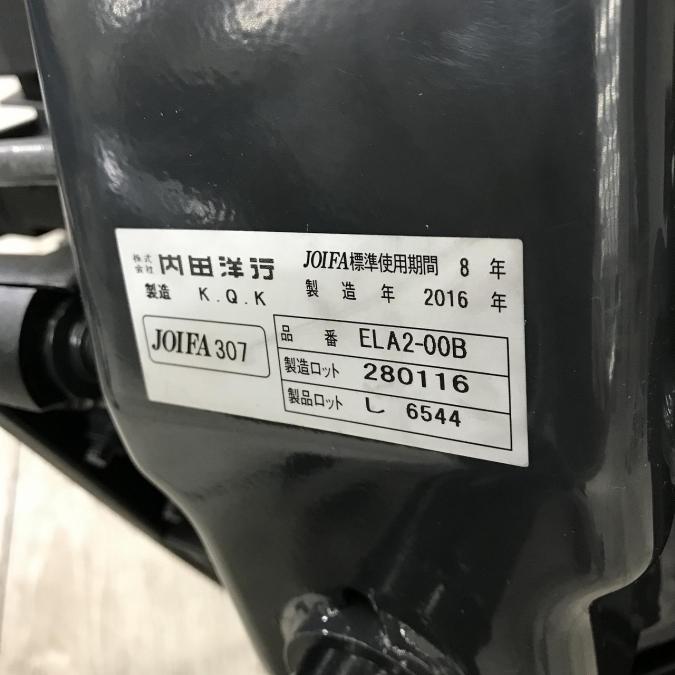 株式会社 内田洋行 JOIFA標準使用期間 8 年
製造 K.Q.K 製 造 年 2016 年
JOIFA 307
品 番 ELA2-00B
製造ロット 280116
製品ロット し 6544